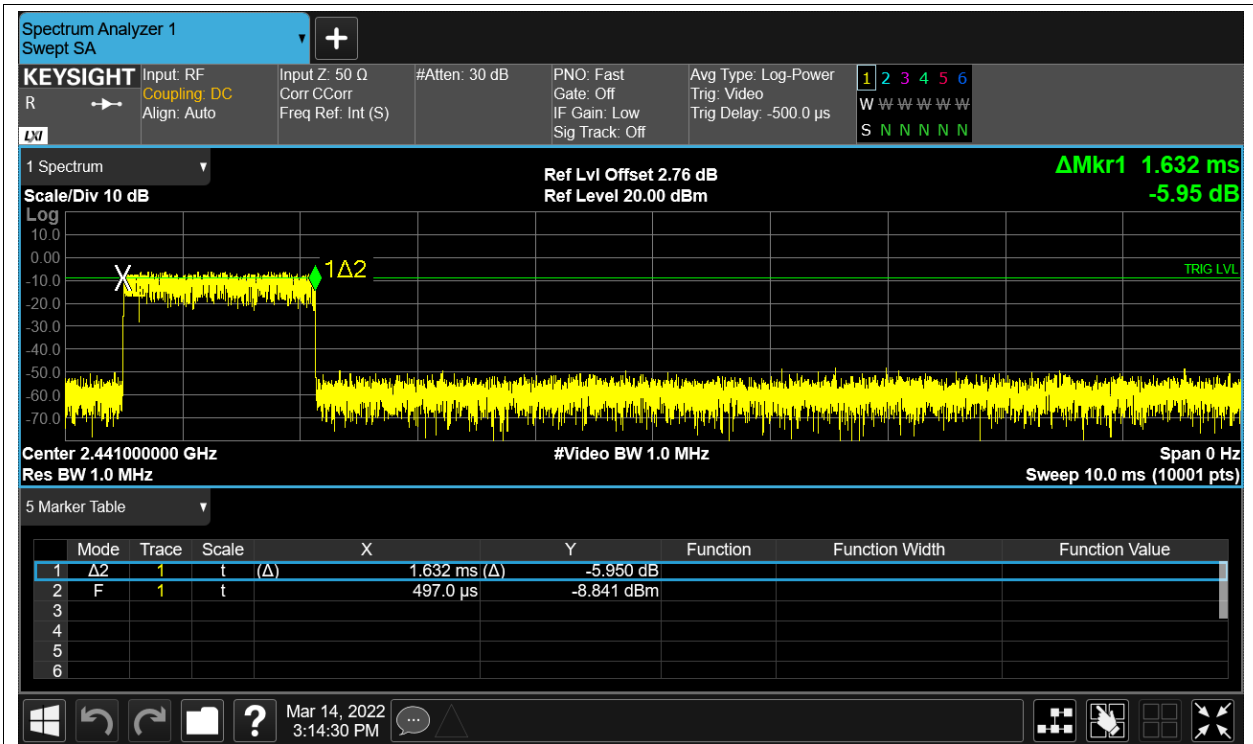 Spectrum Analyzer 1
Swept SA
KEYSIGHT Input: RF Input Z: 50 Ω #Atten: 30 dB PNO: Fast Avg Type: Log-Power 1 2 3 4 5 6
R Coupling: DC Corr CCorr Gate: Off Trig: Video W W W W W W
Align: Auto Freq Ref: Int (S) IF Gain: Low Trig Delay: -500.0 µs
LXI Sig Track: Off S N N N N N
1 Spectrum Ref Lvl Offset 2.76 dB ΔMkr1 1.632 ms
Scale/Div 10 dB Ref Level 20.00 dBm -5.95 dB
Log
10.0
0.00 X 1Δ2 TRIG LVL
-10.0
-20.0
-30.0
-40.0
-50.0
-60.0
-70.0
Center 2.441000000 GHz #Video BW 1.0 MHz Span 0 Hz
Res BW 1.0 MHz Sweep 10.0 ms (10001 pts)
5 Marker Table
Mode Trace Scale X Y Function Function Width Function Value
1 Δ2 1 t (Δ) 1.632 ms (Δ) -5.950 dB
2 F 1 t 497.0 µs -8.841 dBm
3
4
5
6
? Mar 14, 2022
3:14:30 PM